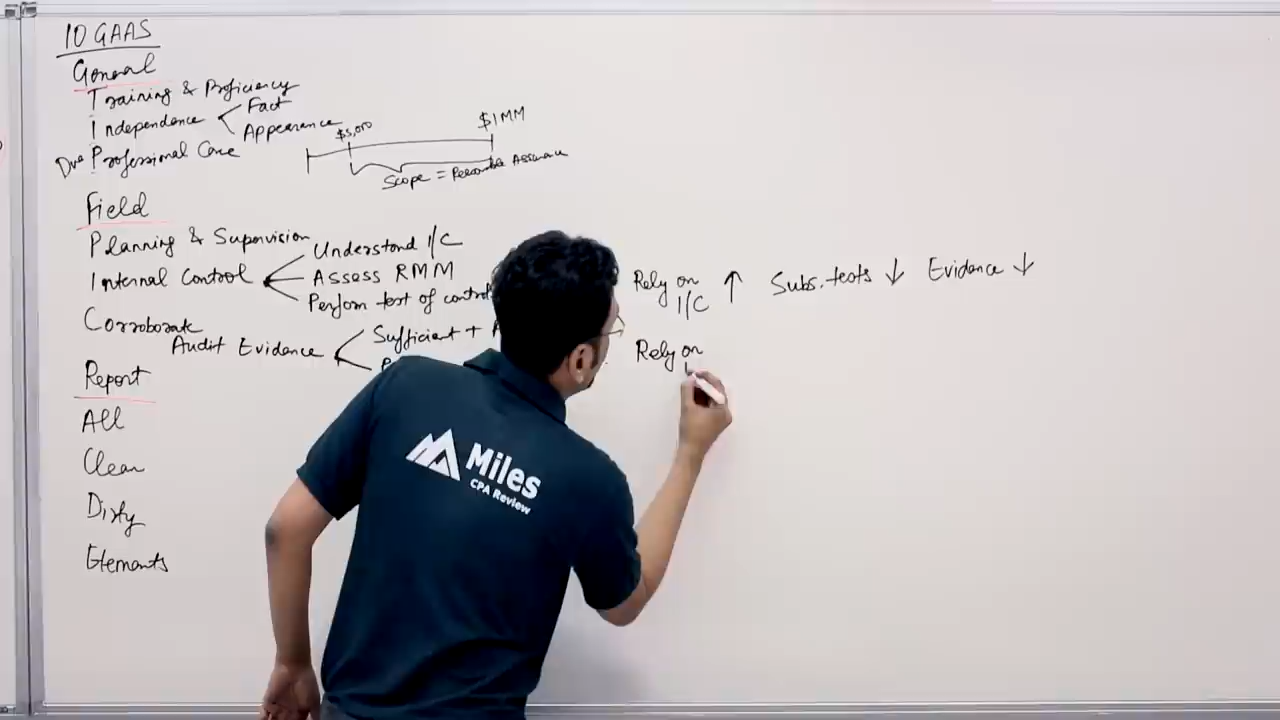 10 GAAS
General
Training & Proficiency
Independence
Fact
Appearance
Due Professional Care
$5,000
$1MM
Scope = Reasonable Assurance
Field
Planning & Supervision
Internal Control
Understand I/C
Assess RMM
Perform test of controls
Corroborate
Audit Evidence
Sufficient +
Report
All
Clean
Dirty
Elements
Rely on I/C ↑ Subs. tests ↓ Evidence ↓
Rely on
Miles
CPA Review